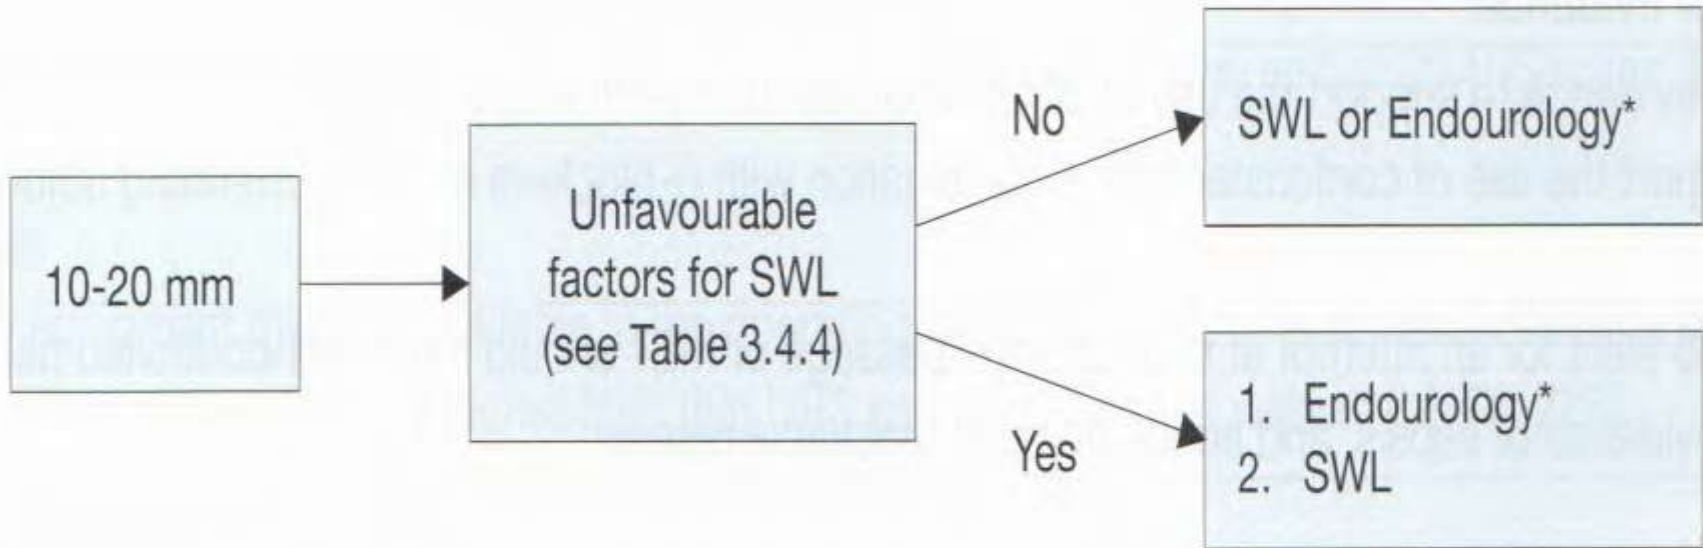 10-20 mm
Unfavourable
factors for SWL
(see Table 3.4.4)
No
SWL or Endourology*
Yes
1. Endourology*
2. SWL